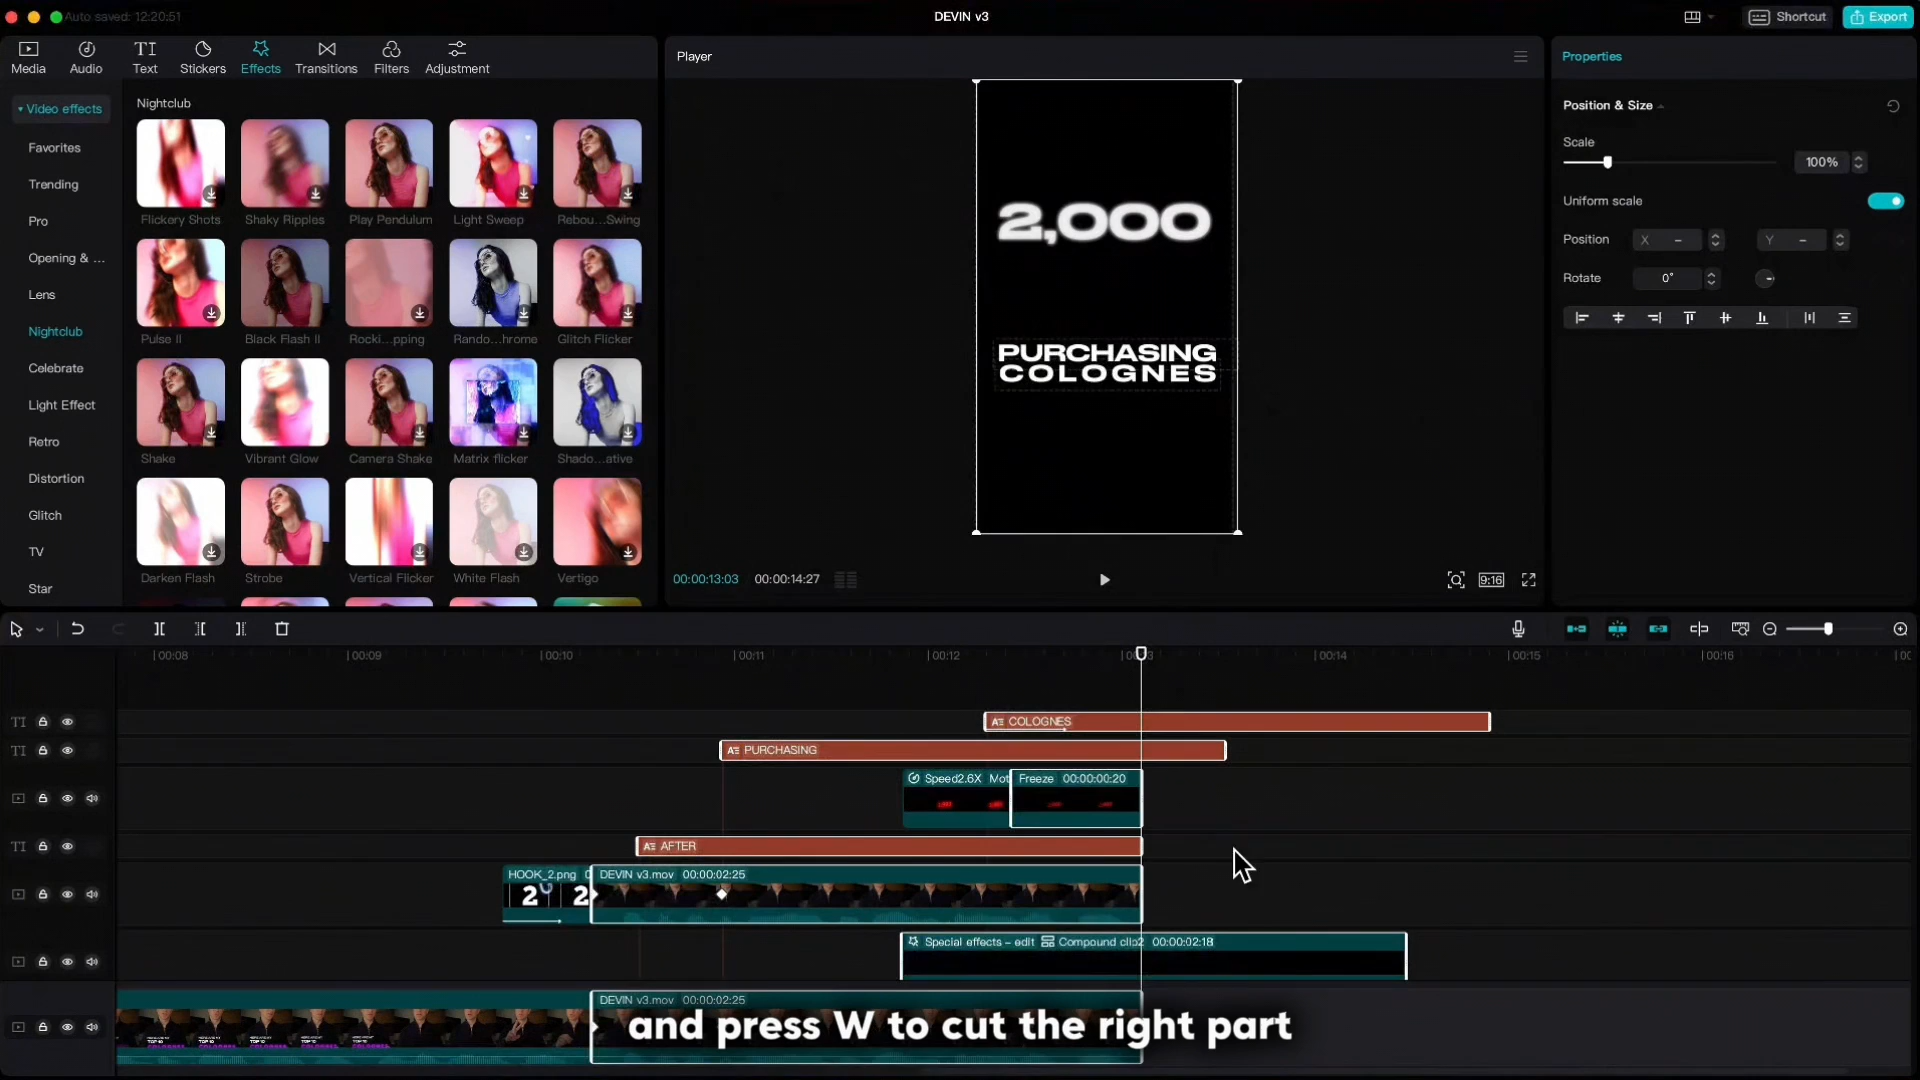 Auto saved: 12:20:51
DEVIN v3
Shortcut
Export
Media
Audio
TI
Text
Stickers
Effects
Transitions
Filters
Adjustment
Player
Properties
Video effects
Favorites
Trending
Pro
Opening & ...
Lens
Nightclub
Celebrate
Light Effect
Retro
Distortion
Glitch
TV
Star
Nightclub
Flickery Shots
Shaky Ripples
Play Pendulum
Light Sweep
Rebou...Swing
Pulse II
Black Flash II
Rocki...pping
Rando...hrome
Glitch Flicker
Shake
Vibrant Glow
Camera Shake
Matrix flicker
Shado...ative
Darken Flash
Strobe
Vertical Flicker
White Flash
Vertigo
2,000
PURCHASING
COLOGNES
00:00:13:03
00:00:14:27
9:16
Position & Size
Scale
100%
Uniform scale
Position
X –
Y –
Rotate
0°
00:08
00:09
00:10
00:11
00:12
00:14
00:15
00:16
TI
COLOGNES
TI
PURCHASING
Speed2.6X Mot
Freeze 00:00:00:20
TI
AFTER
HOOK_2.png
DEVIN v3.mov 00:00:02:25
2 2
Special effects – edit
Compound clip2 00:00:02:18
DEVIN v3.mov 00:00:02:25
and press W to cut the right part